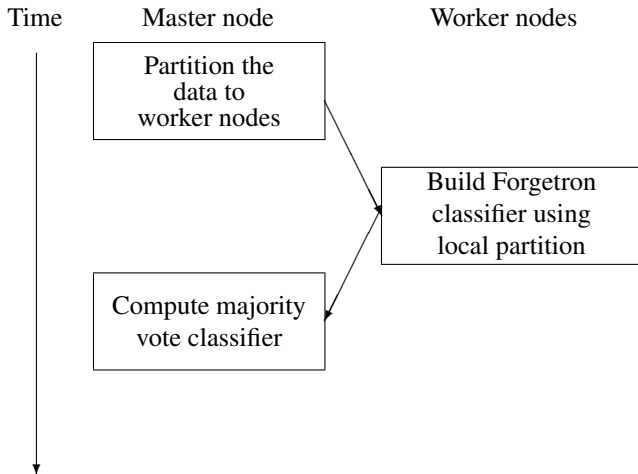 Time Master node Worker nodes
Partition the
data to
worker nodes
Build Forgetron
classifier using
local partition
Compute majority
vote classifier